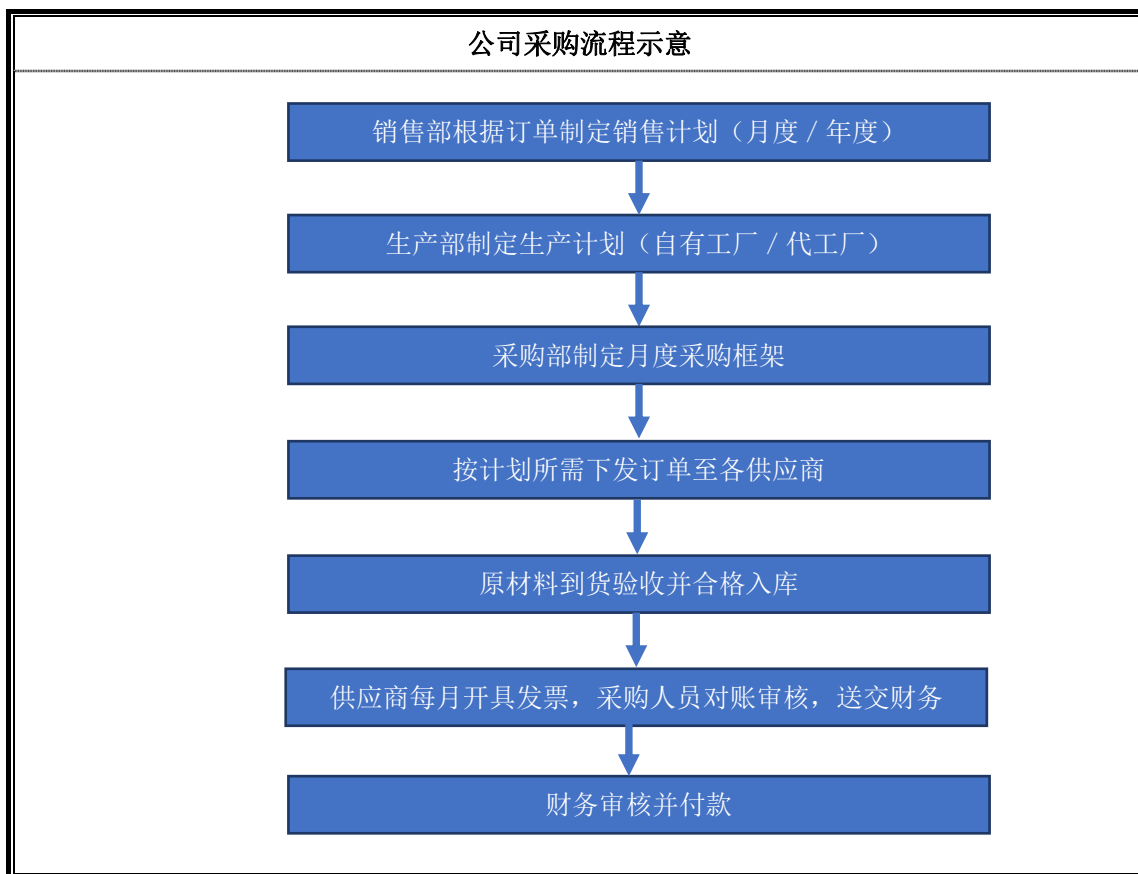 公司采购流程示意
销售部根据订单制定销售计划（月度／年度）
生产部制定生产计划（自有工厂／代工厂）
采购部制定月度采购框架
按计划所需下发订单至各供应商
原材料到货验收并合格入库
供应商每月开具发票，采购人员对账审核，送交财务
财务审核并付款